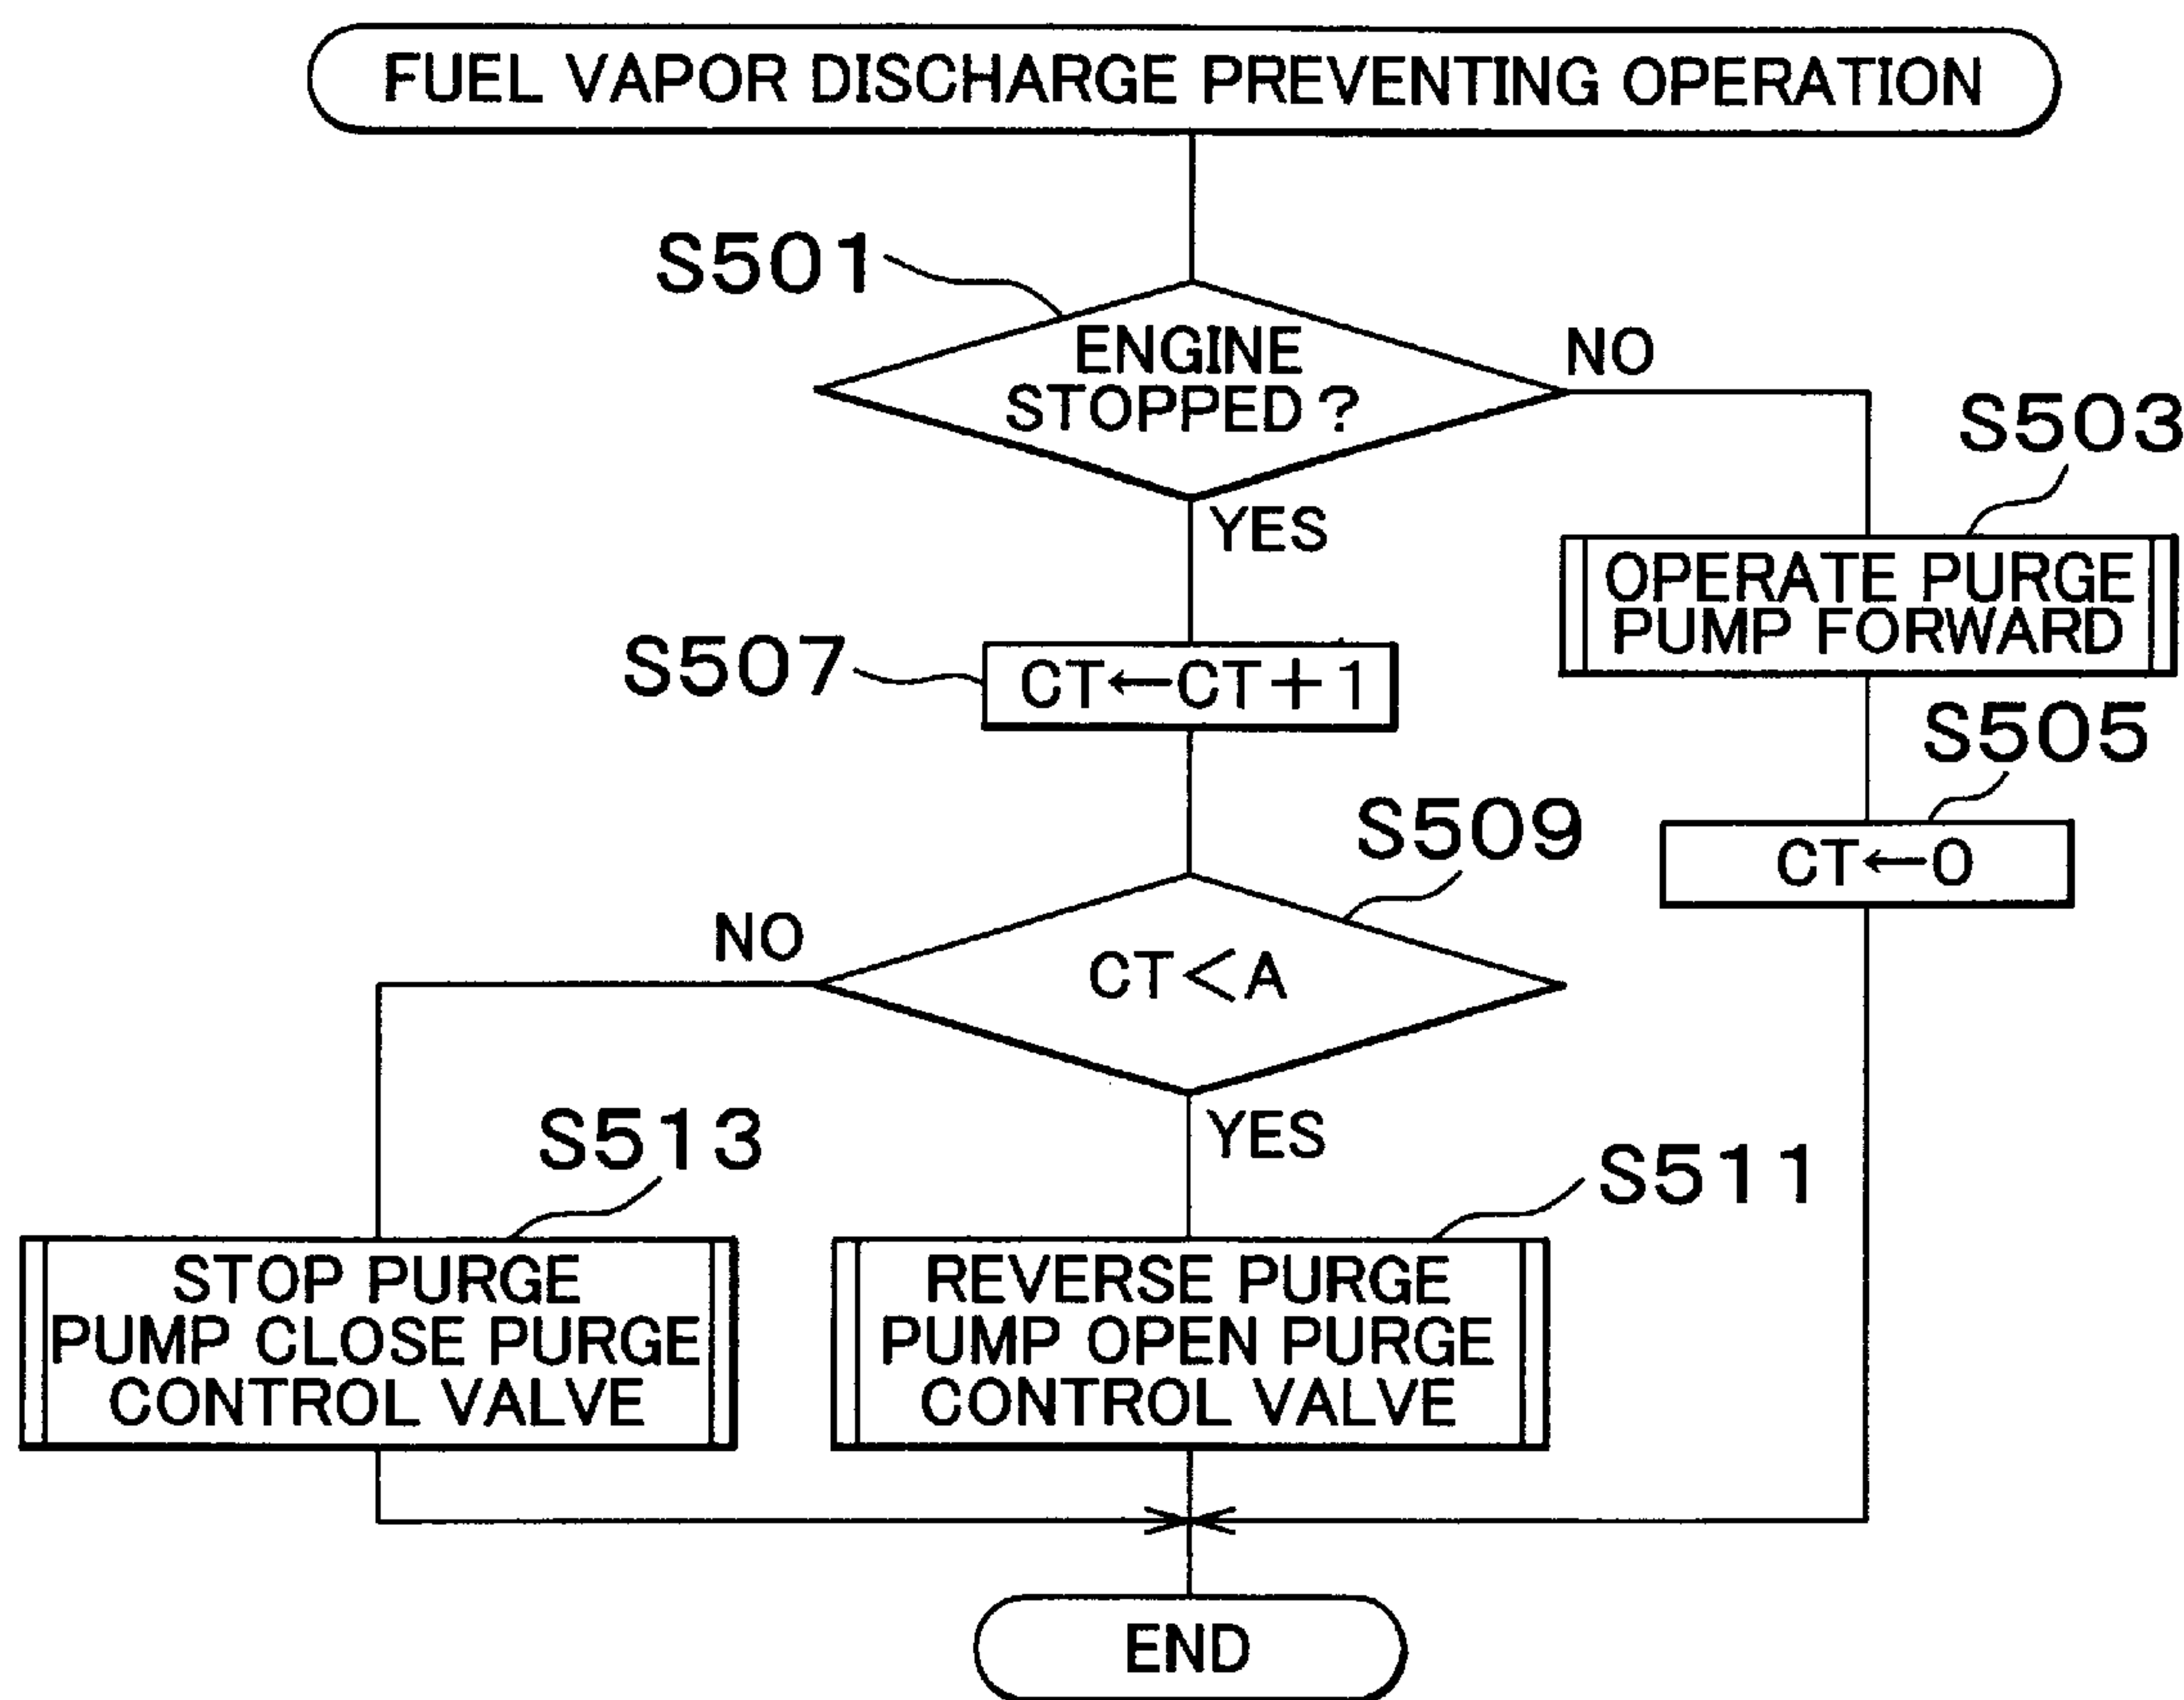 FUEL VAPOR DISCHARGE PREVENTING OPERATION
S501
ENGINE
STOPPED?
NO
S503
YES
OPERATE PURGE
PUMP FORWARD
S507
CT←CT+1
S505
CT←0
S509
NO
CT<A
YES
S513
S511
STOP PURGE
PUMP CLOSE PURGE
CONTROL VALVE
REVERSE PURGE
PUMP OPEN PURGE
CONTROL VALVE
END